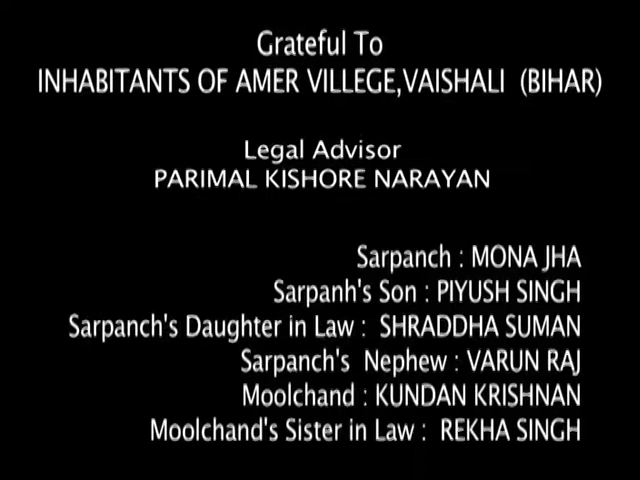 Grateful To
INHABITANTS OF AMER VILLEGE,VAISHALI (BIHAR)
Legal Advisor
PARIMAL KISHORE NARAYAN
Sarpanch : MONA JHA
Sarpanh's Son : PIYUSH SINGH
Sarpanch's Daughter in Law : SHRADDHA SUMAN
Sarpanch's Nephew : VARUN RAJ
Moolchand : KUNDAN KRISHNAN
Moolchand's Sister in Law : REKHA SINGH